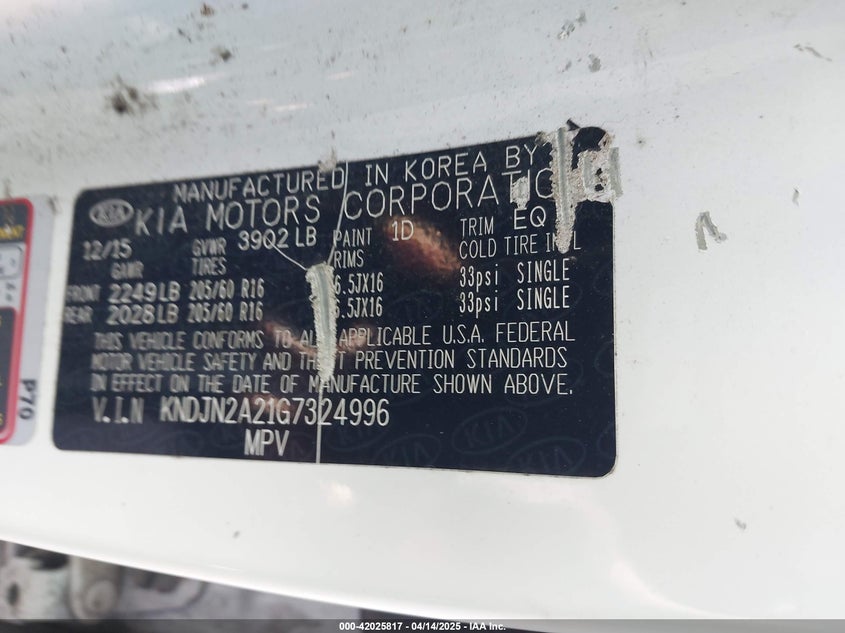 MANUFACTURED IN KOREA BY
KIA KIA MOTORS CORPORATIO
12/15 GVWR 3902 LB PAINT 1D TRIM EQ
GAWR TIRES RIMS COLD TIRE
FRONT 2249 LB 205/60 R16 6.5JX16 33psi SINGLE
REAR 2028 LB 205/60 R16 6.5JX16 33psi SINGLE
THIS VEHICLE CONFORMS TO ALL APPLICABLE U.S.A. FEDERAL
MOTOR VEHICLE SAFETY AND THEFT PREVENTION STANDARDS
IN EFFECT ON THE DATE OF MANUFACTURE SHOWN ABOVE.
V.I.N KNDJN2A21G7324996
MPV
P70
000-42025817 - 04/14/2025 - IAA Inc.